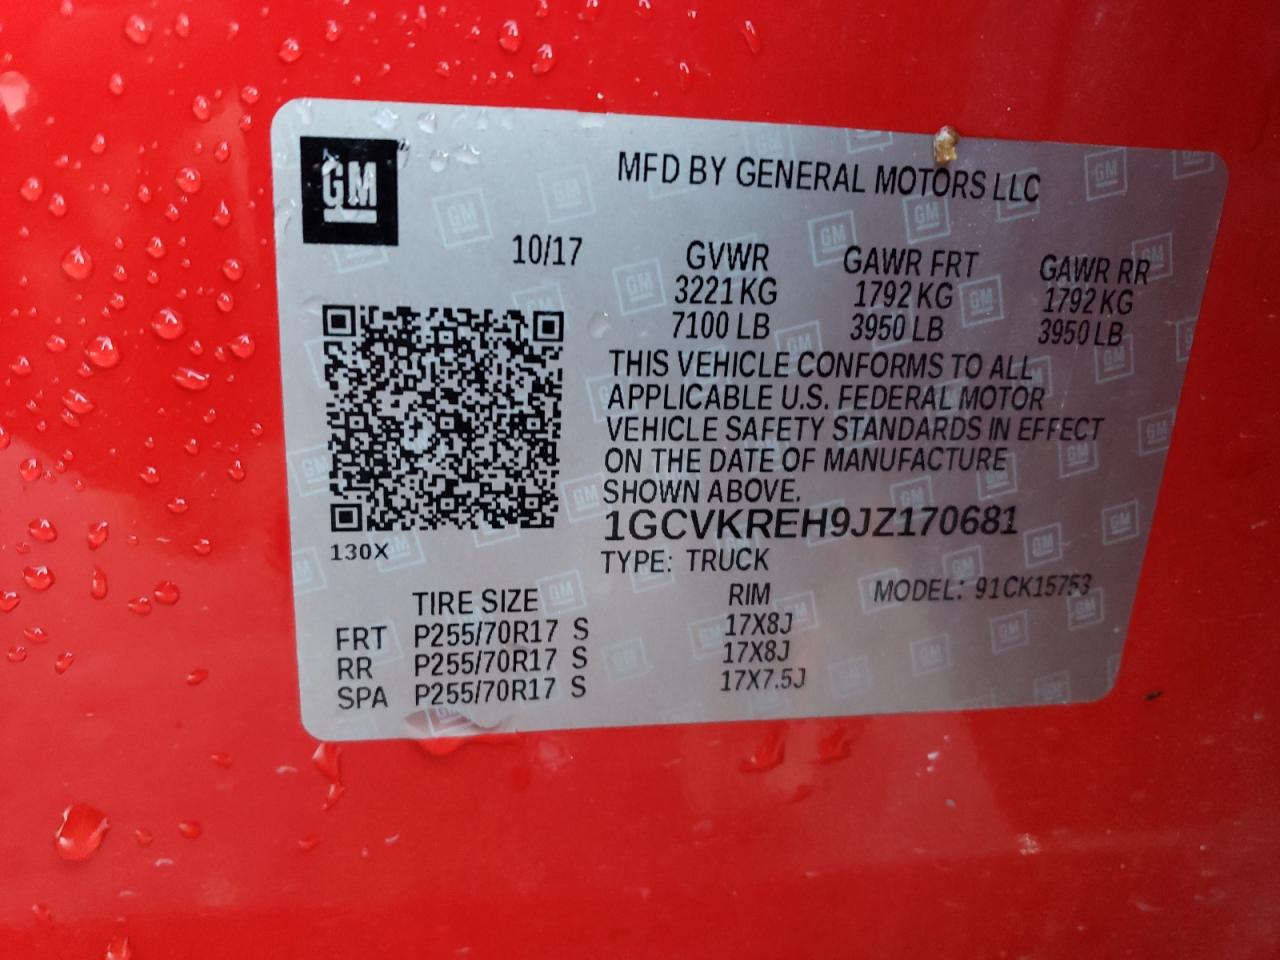 GM
MFD BY GENERAL MOTORS LLC
10/17 GVWR GAWR FRT GAWR RR
3221 KG 1792 KG 1792 KG
7100 LB 3950 LB 3950 LB
THIS VEHICLE CONFORMS TO ALL
APPLICABLE U.S. FEDERAL MOTOR
VEHICLE SAFETY STANDARDS IN EFFECT
ON THE DATE OF MANUFACTURE
SHOWN ABOVE.
1GCVKREH9JZ170681
130X
TYPE: TRUCK
TIRE SIZE RIM MODEL: 91CK15753
FRT P255/70R17 S 17X8J
RR P255/70R17 S 17X8J
SPA P255/70R17 S 17X7.5J